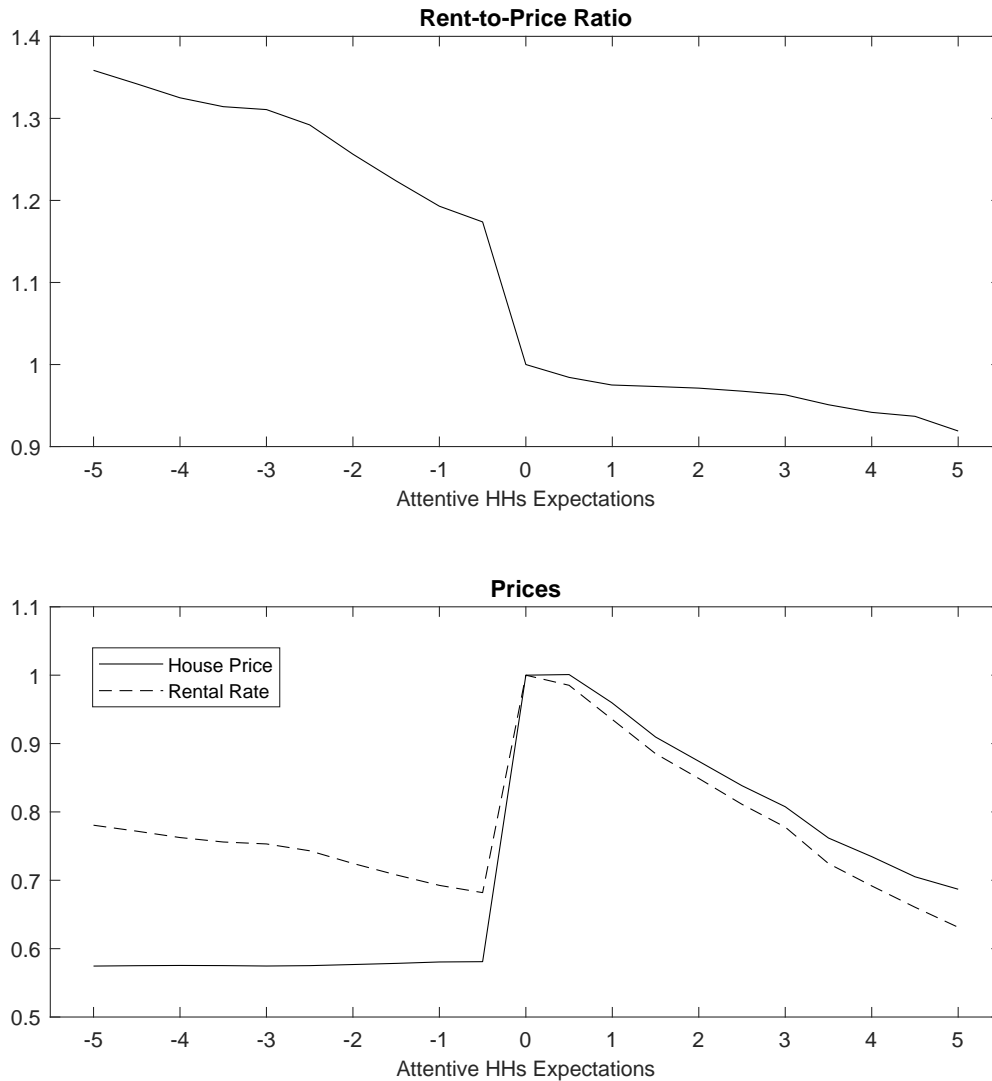 Rent-to-Price Ratio
1.4
1.3
1.2
1.1
1
0.9
-5 -4 -3 -2 -1 0 1 2 3 4 5
Attentive HHs Expectations
Prices
1.1
1
0.9
0.8
0.7
0.6
0.5
House Price
Rental Rate
-5 -4 -3 -2 -1 0 1 2 3 4 5
Attentive HHs Expectations